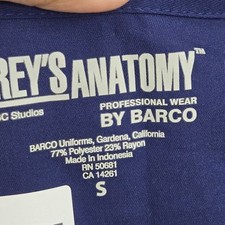 REY'S ANATOMY™
BC Studios
PROFESSIONAL WEAR
BY BARCO
BARCO Uniforms, Gardena, California
77% Polyester 23% Rayon
Made in Indonesia
RN 50681
CA 14261
S